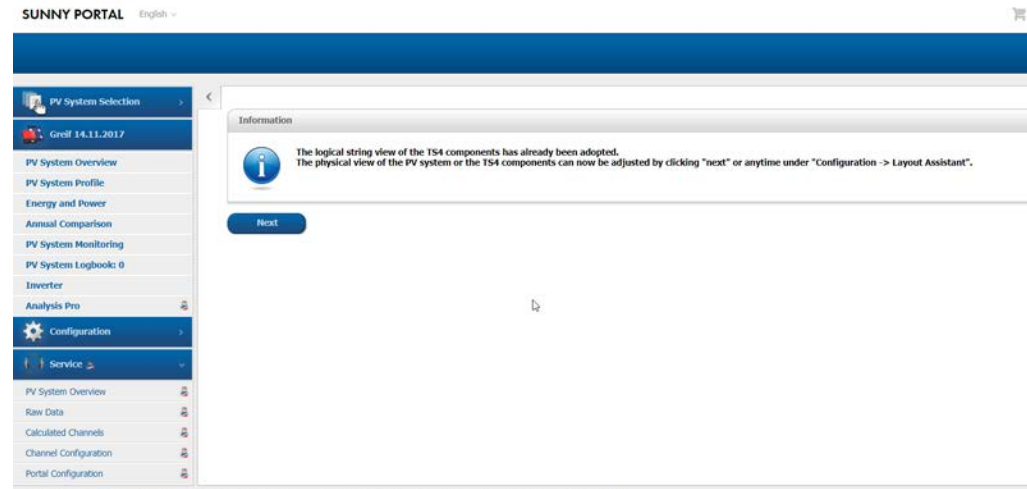 SUNNY PORTAL English
PV System Selection
Greif 14.11.2017
PV System Overview
PV System Profile
Energy and Power
Annual Comparison
PV System Monitoring
PV System Logbook: 0
Inverter
Analysis Pro
Configuration
Service
PV System Overview
Raw Data
Calculated Channels
Channel Configuration
Portal Configuration
Information
The logical string view of the TS4 components has already been adopted.
The physical view of the PV system or the TS4 components can now be adjusted by clicking "next" or anytime under "Configuration -> Layout Assistant".
Next